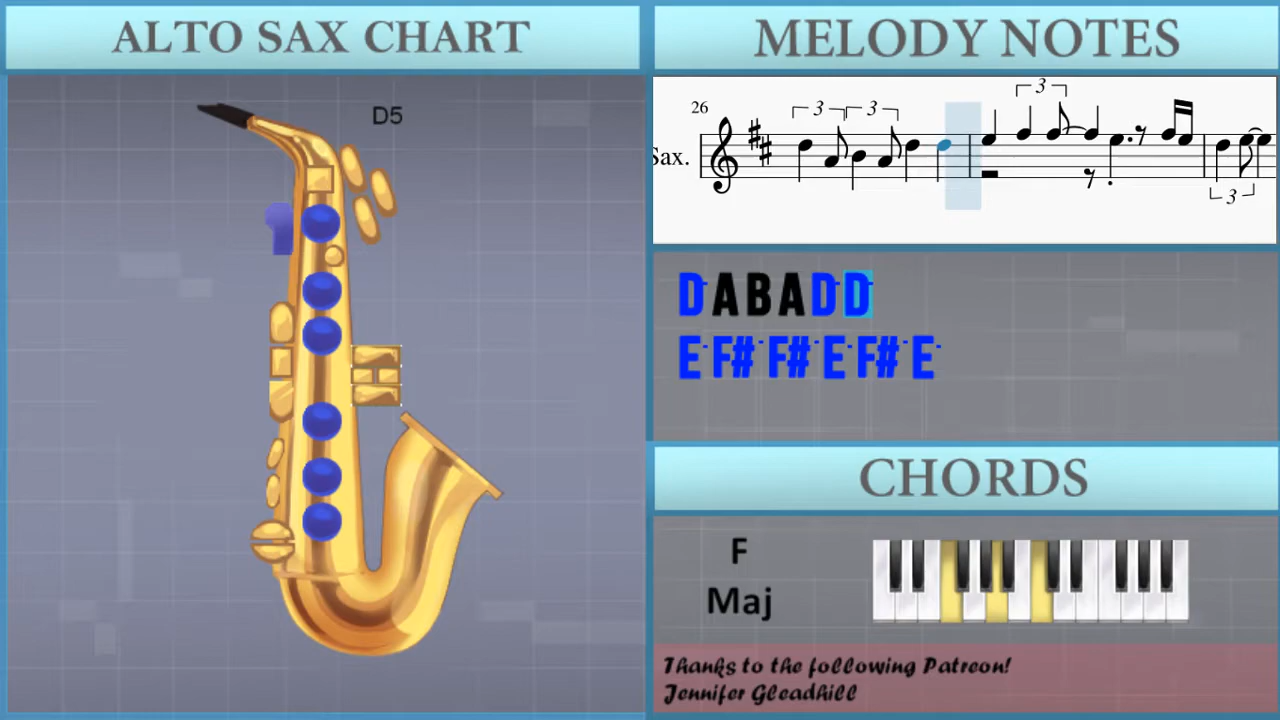 ALTO SAX CHART
D5
MELODY NOTES
26
3 3 3
Sax.
3
D A B A D D
E F# F# E F# E
CHORDS
F
Maj
Thanks to the following Patreon!
Jennifer Gleadhill